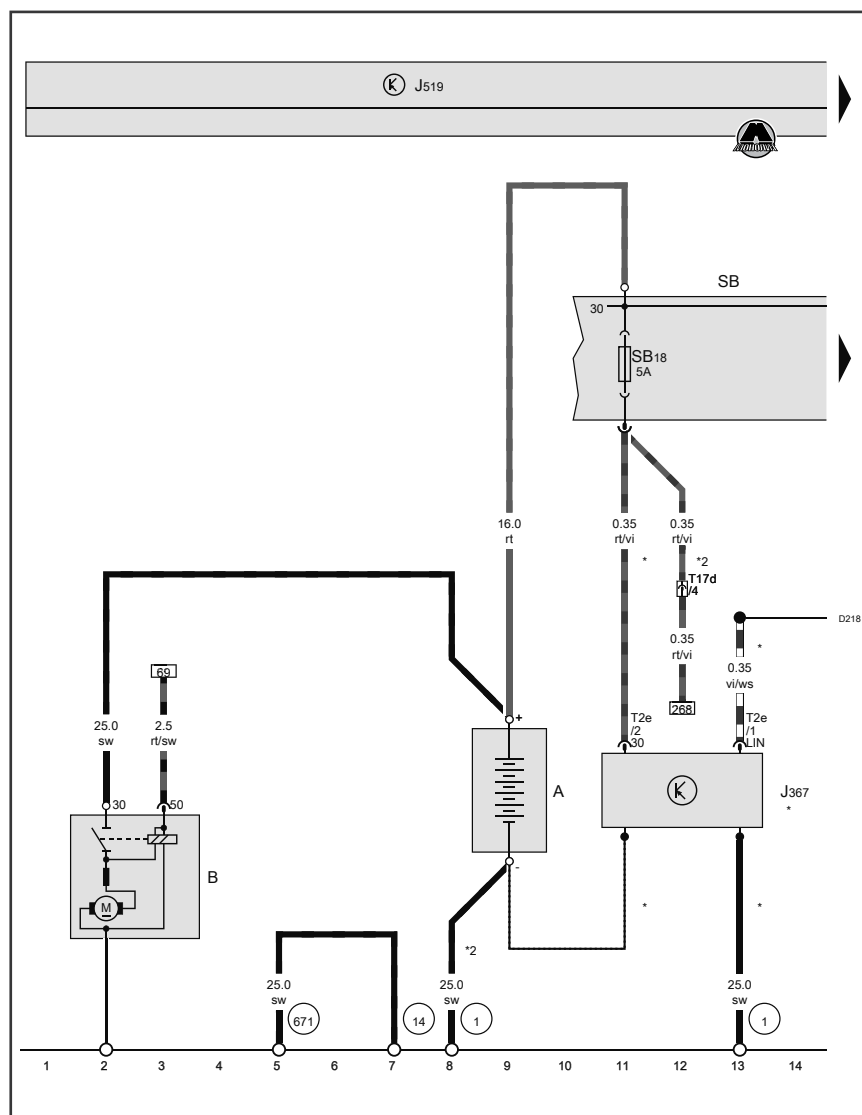 J519
SB
30
SB18
5A
16.0
rt
0.35
rt/vi
*
0.35
rt/vi
*2
T17d
/4
D218
0.35
rt/vi
*
0.35
vi/ws
69
268
25.0
sw
2.5
rt/sw
T2e
/2
30
T2e
/1
LIN
+
30
50
A
J367
*
B
M
-
*2
*
*
25.0
sw
671
14
25.0
sw
1
25.0
sw
1
1 2 3 4 5 6 7 8 9 10 11 12 13 14